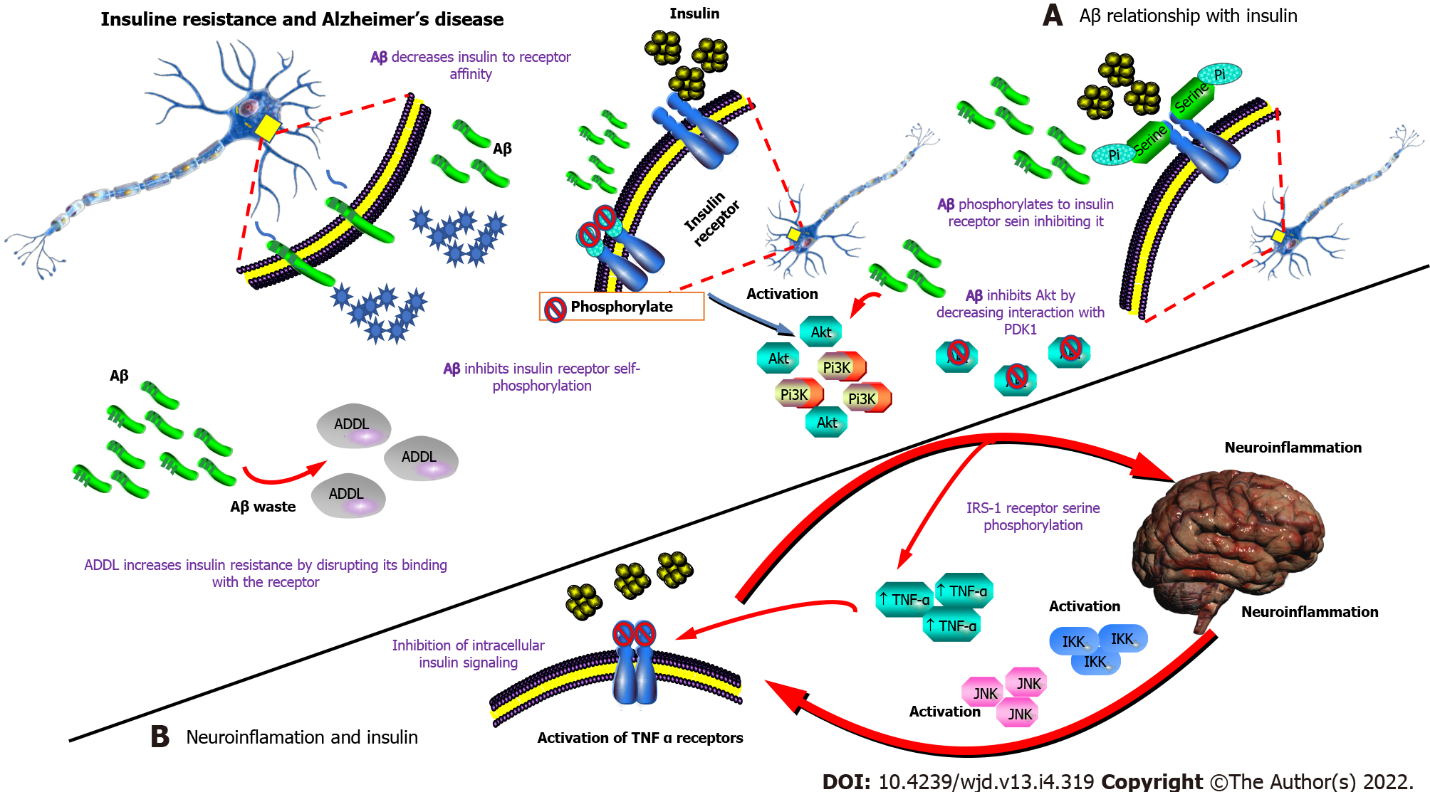 Insuline resistance and Alzheimer's disease
Aβ decreases insulin to receptor
affinity
Aβ
Insulin
Insulin
receptor
Phosphorylate
Activation
Aβ inhibits insulin receptor self-
phosphorylation
A Aβ relationship with insulin
Pi
Serine
Serine
Pi
Aβ phosphorylates to insulin
receptor sein inhibiting it
Aβ inhibits Akt by
decreasing interaction with
PDK1
Akt
Akt
Pi3K
Pi3K
Pi3K
Akt
Aβ
ADDL
ADDL
ADDL
Aβ waste
ADDL increases insulin resistance by disrupting its binding
with the receptor
Neuroinflammation
IRS-1 receptor serine
phosphorylation
↑ TNF-α
↑ TNF-α
↑ TNF-α
Activation
Neuroinflammation
IKK
IKK
IKK
JNK
JNK
JNK
Activation
Inhibition of intracellular
insulin signaling
Activation of TNF α receptors
B Neuroinflamation and insulin
DOI: 10.4239/wjd.v13.i4.319 Copyright ©The Author(s) 2022.